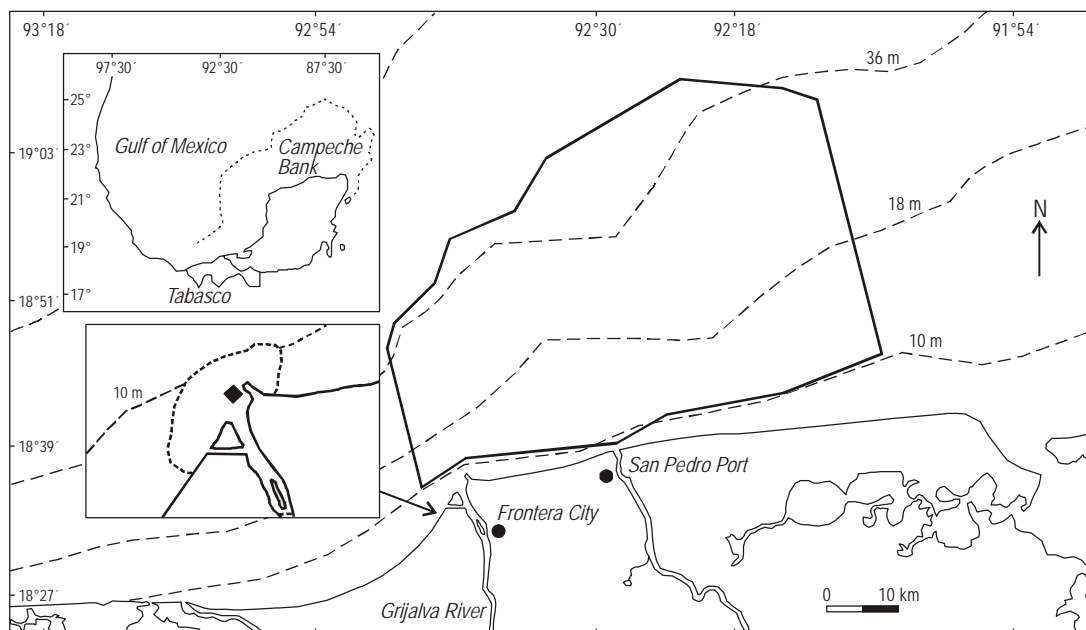 93°18´ 92°54´ 92°30´ 92°18´ 91°54´
36 m
97°30´ 92°30´ 87°30´
25°
Gulf of Mexico
Campeche
Bank
23°
21°
19°
17°
Tabasco
19°03´
18 m
N
18°51´
10 m
10 m
18°39´
San Pedro Port
Frontera City
18°27´
Grijalva River
0 10 km